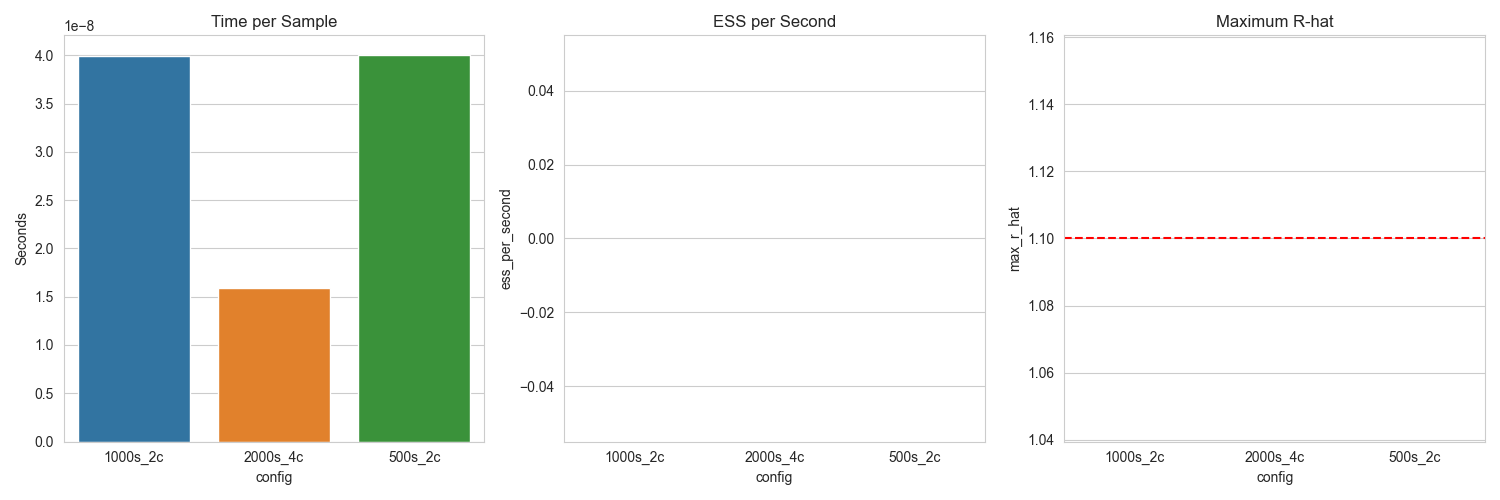 Time per Sample
1e−8
4.0
3.5
3.0
2.5
2.0
1.5
1.0
0.5
0.0
Seconds
1000s_2c 2000s_4c 500s_2c
config
ESS per Second
0.04
0.02
0.00
−0.02
−0.04
ess_per_second
1000s_2c 2000s_4c 500s_2c
config
Maximum R-hat
1.16
1.14
1.12
1.10
1.08
1.06
1.04
max_r_hat
1000s_2c 2000s_4c 500s_2c
config